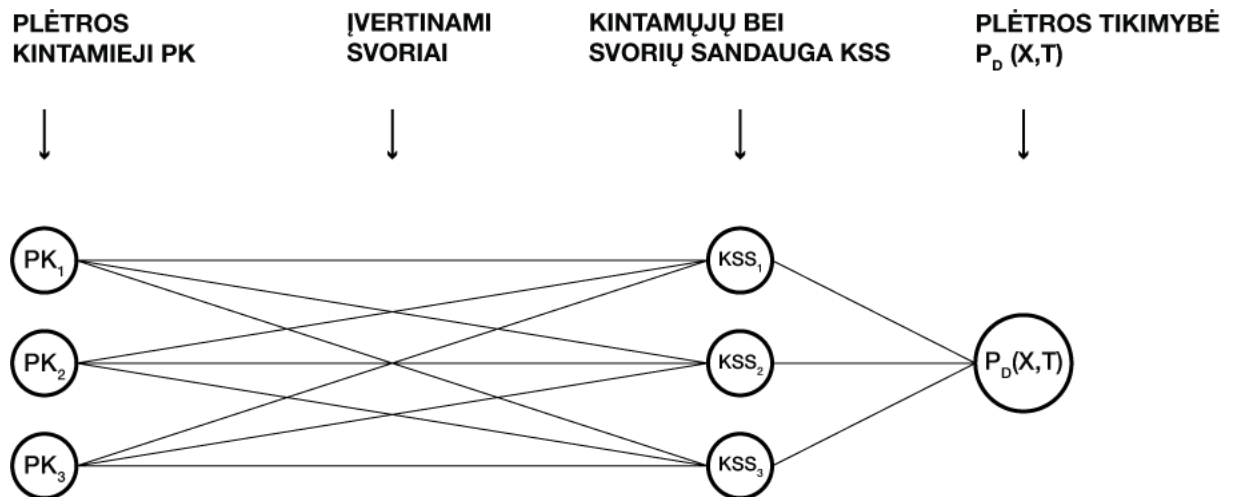 PLĖTROS
KINTAMIEJI PK
ĮVERTINAMI
SVORIAI
KINTAMŲJŲ BEI
SVORIŲ SANDAUGA KSS
PLĖTROS TIKIMYBĖ
P_D (X,T)
PK₁
PK₂
PK₃
KSS₁
KSS₂
KSS₃
P_D(X,T)